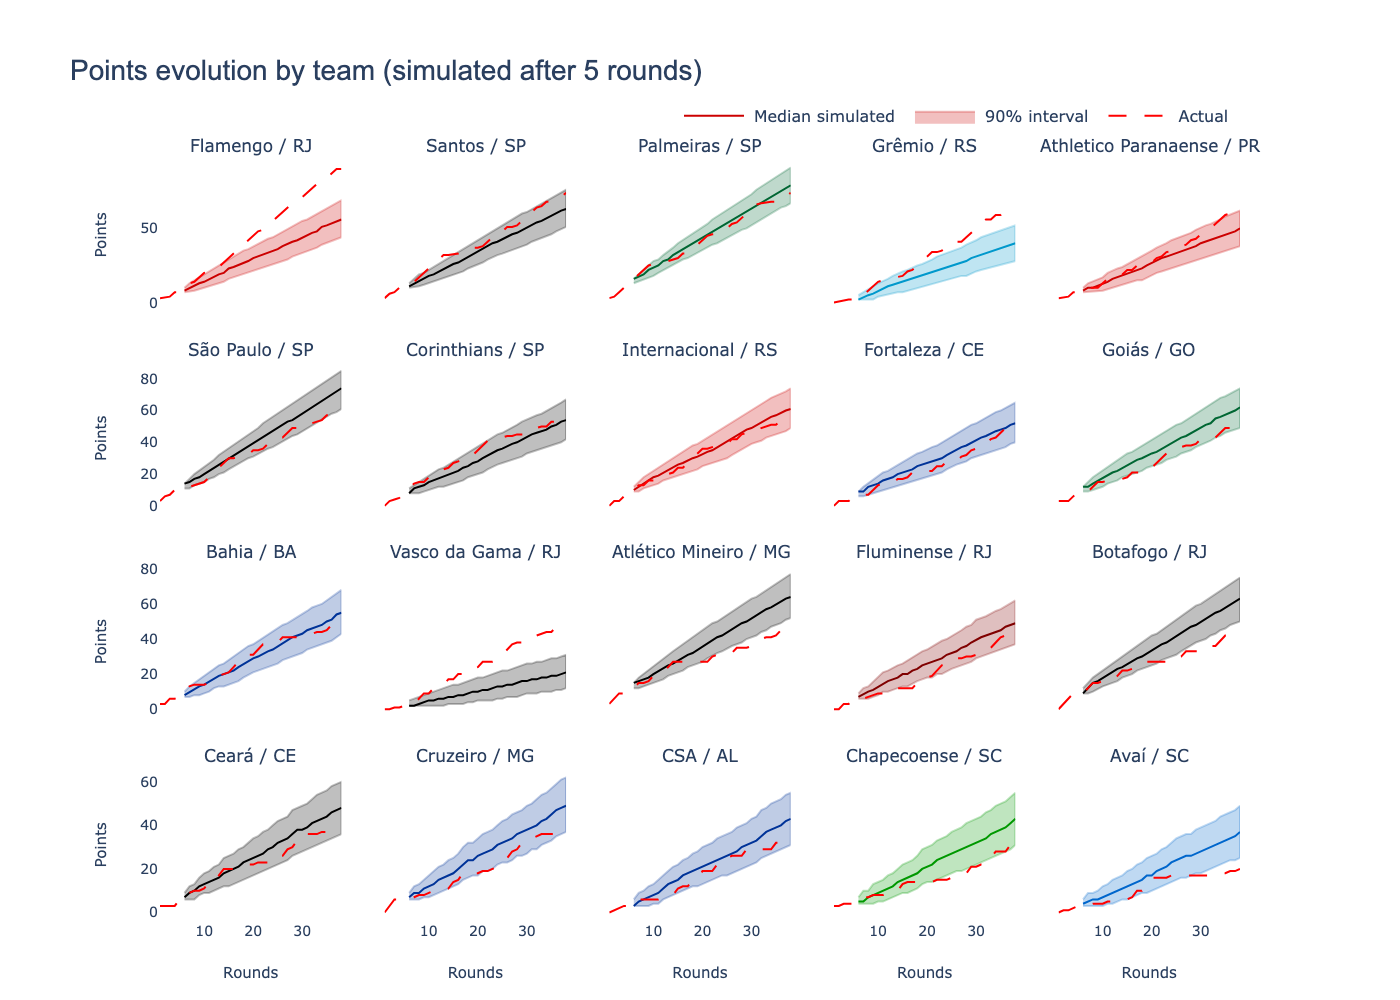 Points evolution by team (simulated after 5 rounds)
Median simulated 90% interval Actual
Flamengo / RJ Santos / SP Palmeiras / SP Grêmio / RS Athletico Paranaense / PR
Points
50
0
São Paulo / SP Corinthians / SP Internacional / RS Fortaleza / CE Goiás / GO
Points
80
60
40
20
0
Bahia / BA Vasco da Gama / RJ Atlético Mineiro / MG Fluminense / RJ Botafogo / RJ
Points
80
60
40
20
0
Ceará / CE Cruzeiro / MG CSA / AL Chapecoense / SC Avaí / SC
Points
60
40
20
0
10 20 30 10 20 30 10 20 30 10 20 30 10 20 30
Rounds Rounds Rounds Rounds Rounds